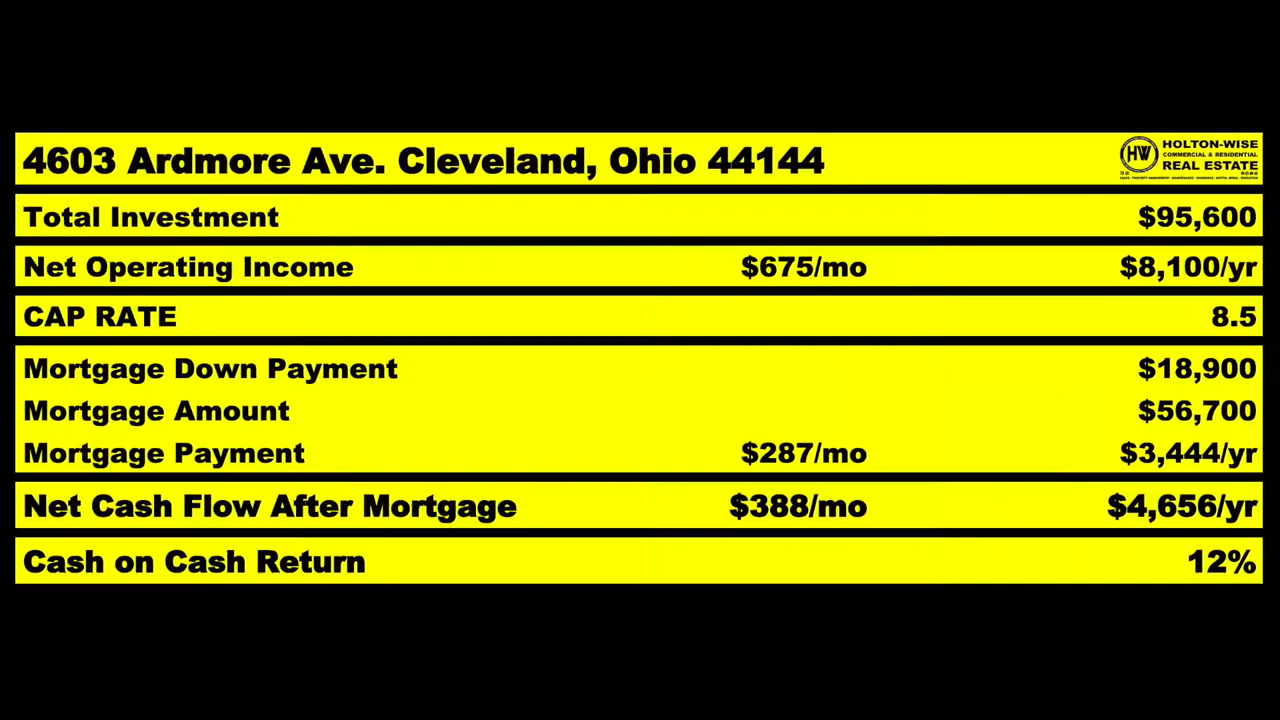 4603 Ardmore Ave. Cleveland, Ohio 44144
HW
HOLTON-WISE
COMMERCIAL & RESIDENTIAL
REAL ESTATE
Total Investment $95,600
Net Operating Income $675/mo $8,100/yr
CAP RATE 8.5
Mortgage Down Payment $18,900
Mortgage Amount $56,700
Mortgage Payment $287/mo $3,444/yr
Net Cash Flow After Mortgage $388/mo $4,656/yr
Cash on Cash Return 12%